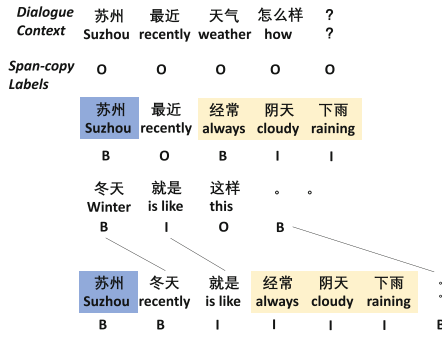 Dialogue Context
苏州 最近 天气 怎么样 ?
Suzhou recently weather how ?
Span-copy Labels
O O O O O
苏州 最近 经常 阴天 下雨
Suzhou recently always cloudy raining
B O B I I
冬天 就是 这样 。 。
Winter is like this
B I O B
苏州 冬天 就是 经常 阴天 下雨 。
Suzhou recently is like always cloudy raining 。
B B I I I I B